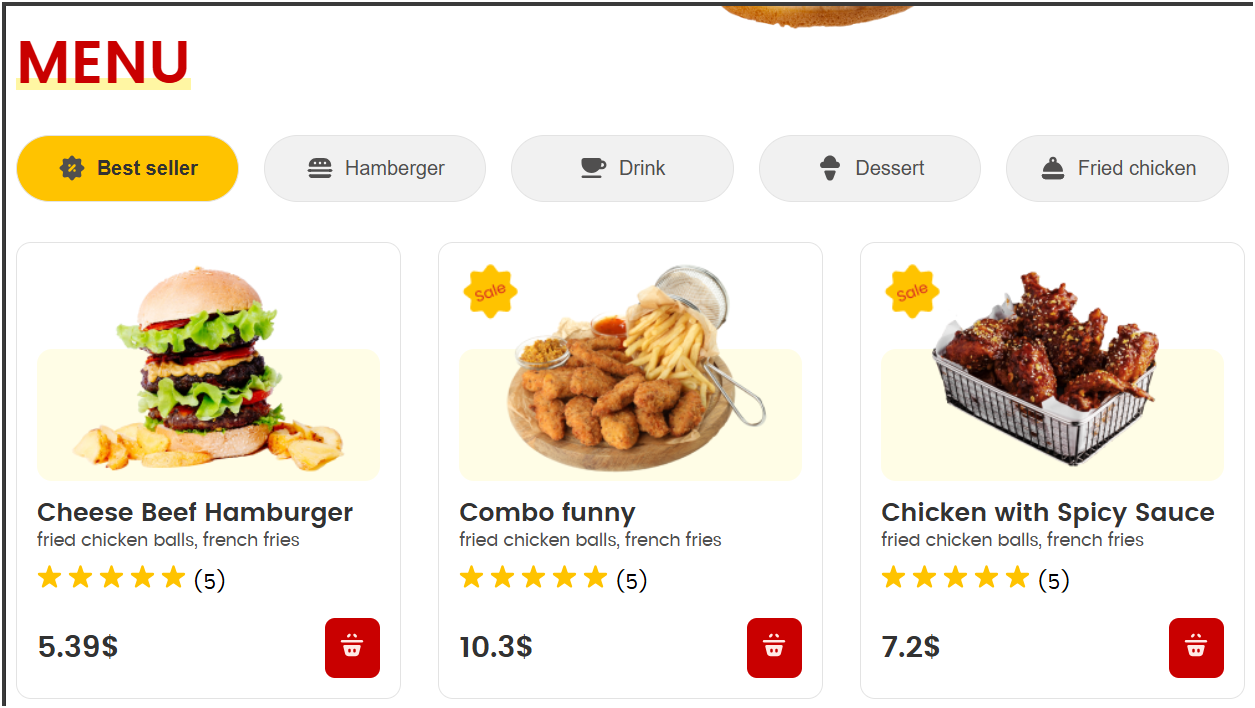 MENU
Best seller
Hamberger
Drink
Dessert
Fried chicken
Sale
Sale
Cheese Beef Hamburger
fried chicken balls, french fries
(5)
5.39$
Combo funny
fried chicken balls, french fries
(5)
10.3$
Chicken with Spicy Sauce
fried chicken balls, french fries
(5)
7.2$